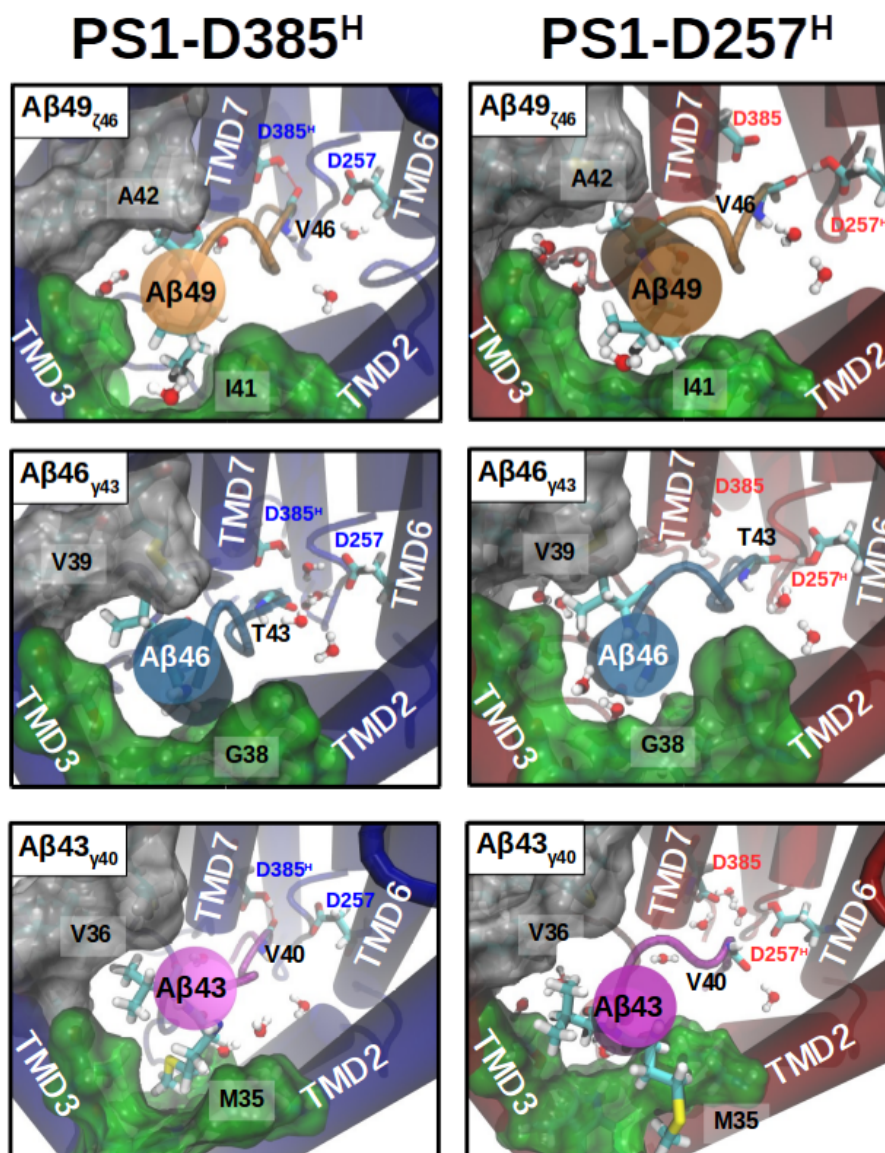 PS1-D385ᴴ
PS1-D257ᴴ
Aβ49ζ46
TMD7
D385ᴴ
D257
TMD6
A42
V46
Aβ49
TMD3
I41
TMD2
Aβ49ζ46
TMD7
D385
TMD6
A42
V46
D257ᴴ
Aβ49
TMD3
I41
TMD2
Aβ46γ43
TMD7
D385ᴴ
D257
TMD6
V39
T43
Aβ46
TMD3
G38
TMD2
Aβ46γ43
TMD7
D385
T43
TMD6
V39
D257ᴴ
Aβ46
TMD3
G38
TMD2
Aβ43γ40
TMD7
D385ᴴ
D257
TMD6
V36
V40
Aβ43
TMD3
M35
TMD2
Aβ43γ40
TMD7
D385
TMD6
V36
D257ᴴ
V40
Aβ43
TMD3
M35
TMD2